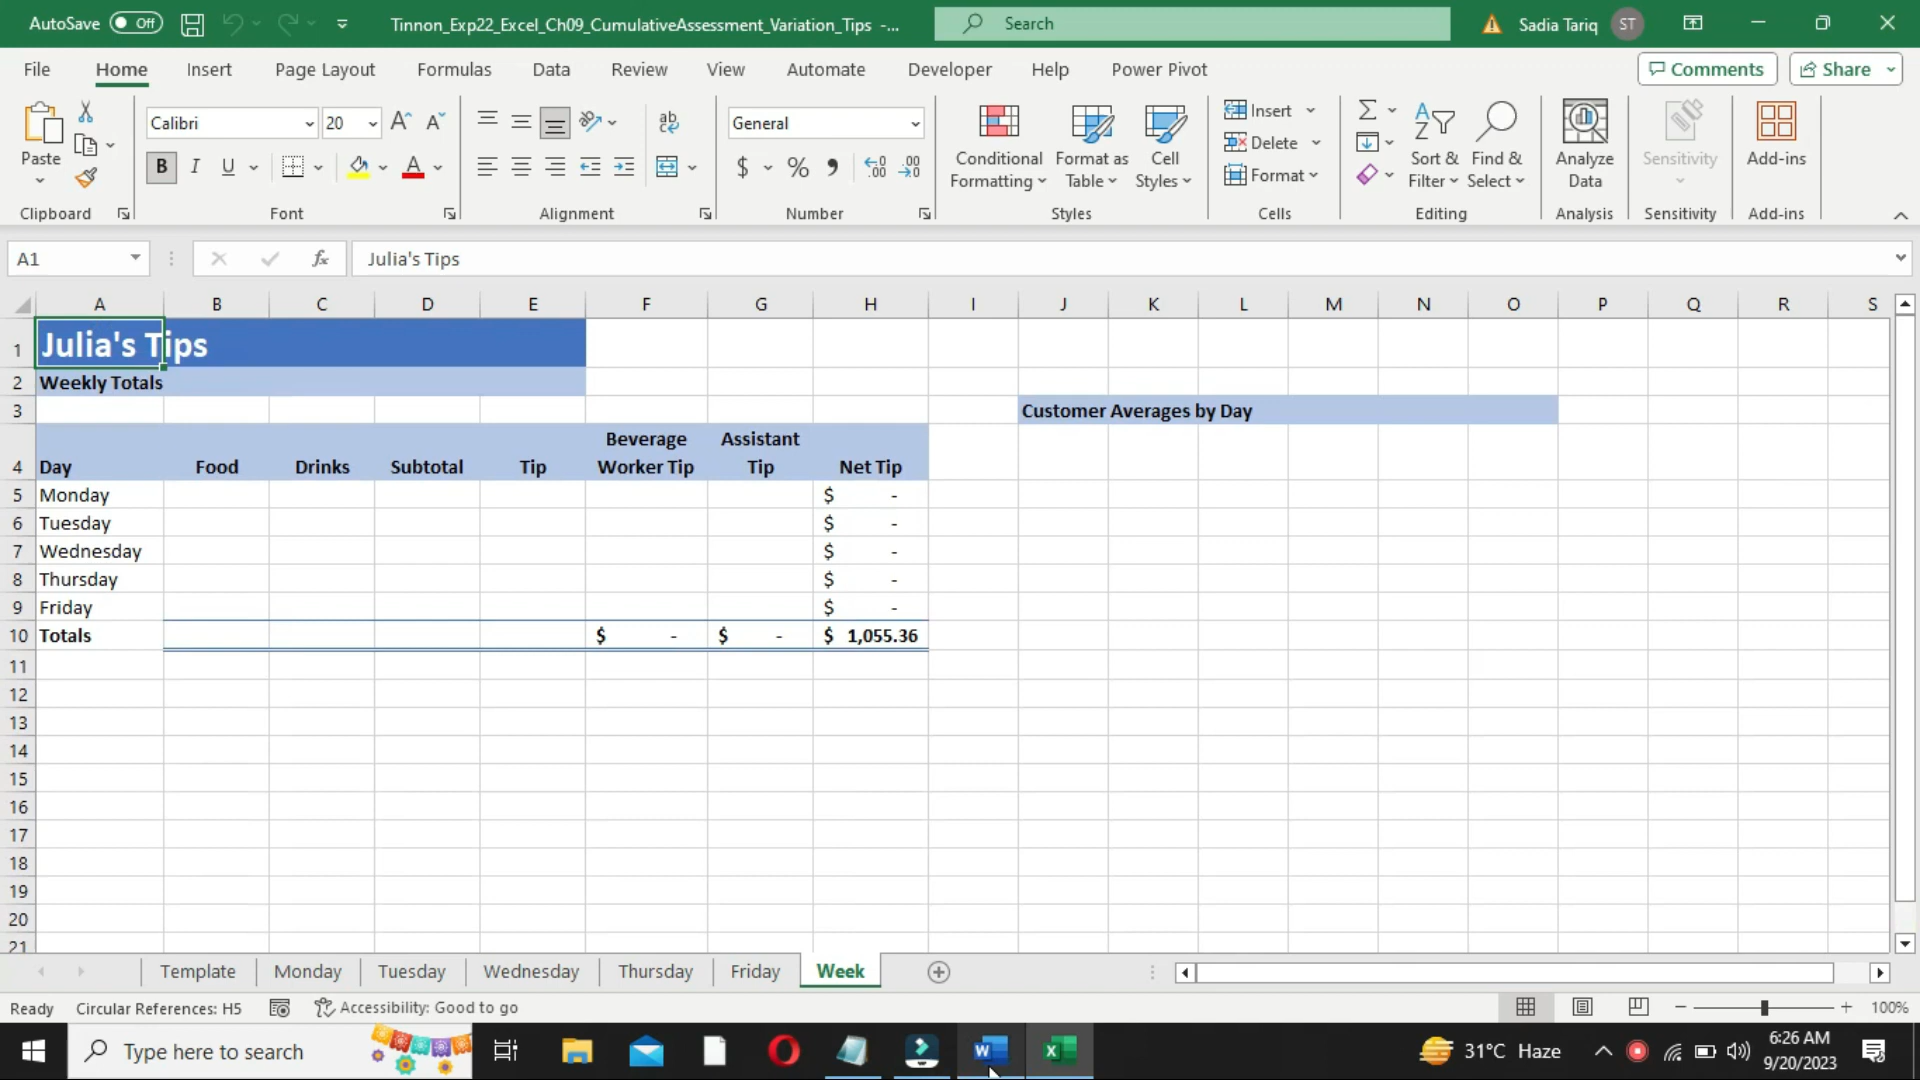 AutoSave Off Tinnon_Exp22_Excel_Ch09_CumulativeAssessment_Variation_Tips -... Search Sadia Tariq ST
File Home Insert Page Layout Formulas Data Review View Automate Developer Help Power Pivot Comments Share
Paste
Clipboard
Calibri 20
B I U
Font
ab
Alignment
General
$ % ,
Number
Conditional Formatting
Format as Table
Cell Styles
Styles
Insert
Delete
Format
Cells
Sort & Filter
Find & Select
Editing
Analyze Data
Analysis
Sensitivity
Sensitivity
Add-ins
Add-ins
A1 fx Julia's Tips
A B C D E F G H I J K L M N O P Q R S
1 Julia's Tips
2 Weekly Totals
3 Customer Averages by Day
4 Day Food Drinks Subtotal Tip Beverage Worker Tip Assistant Tip Net Tip
5 Monday $ -
6 Tuesday $ -
7 Wednesday $ -
8 Thursday $ -
9 Friday $ -
10 Totals $ - $ - $ 1,055.36
11
12
13
14
15
16
17
18
19
20
21
Template Monday Tuesday Wednesday Thursday Friday Week
Ready Circular References: H5 Accessibility: Good to go 100%
Type here to search 31°C Haze 6:26 AM
9/20/2023